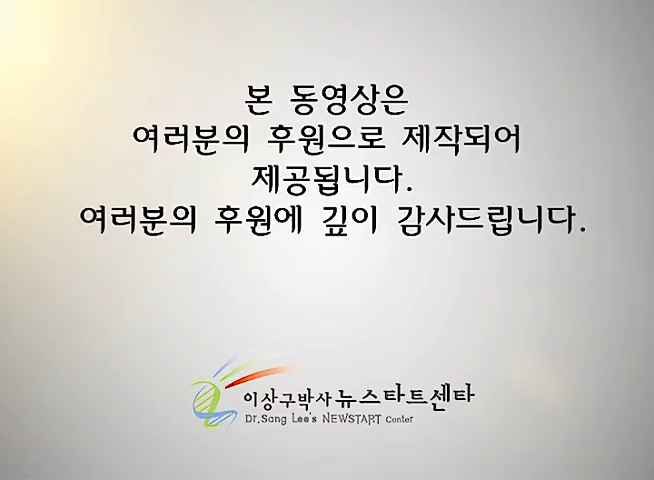 본 동영상은
여러분의 후원으로 제작되어
제공됩니다.
여러분의 후원에 깊이 감사드립니다.
이상구박사 뉴스타트센타
Dr.Sang Lee's NEWSTART Center